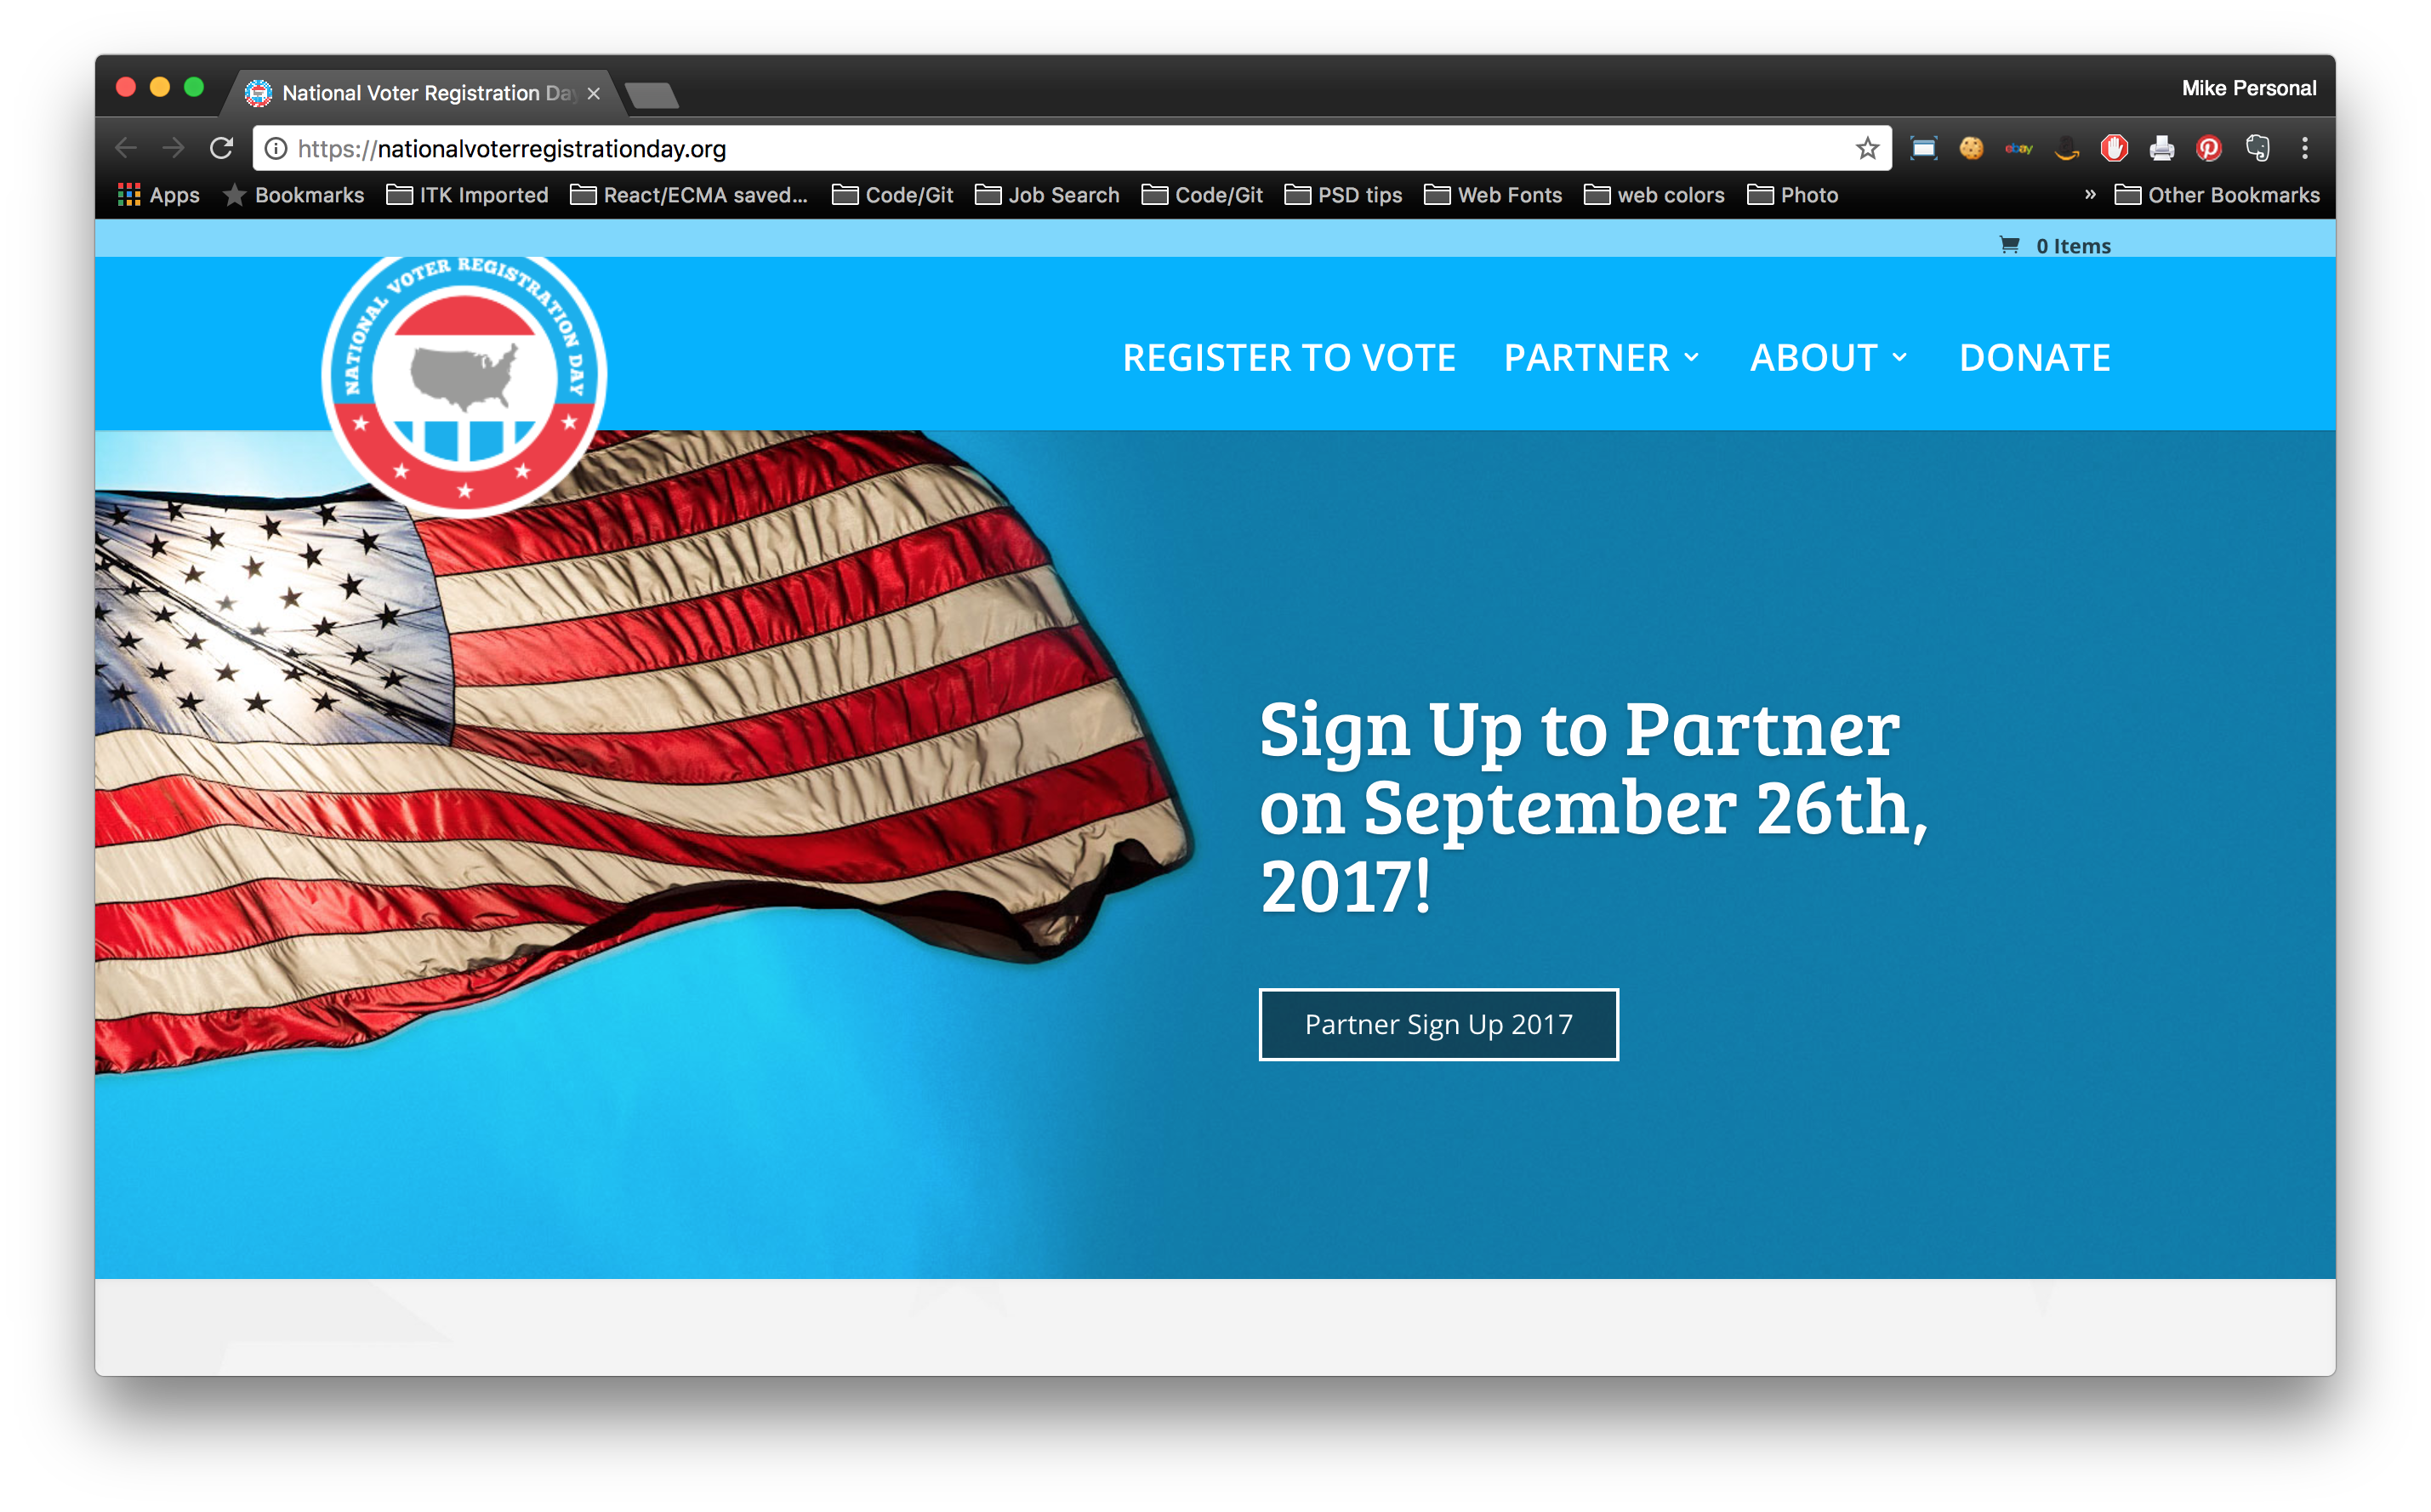 National Voter Registration Da
Mike Personal
https://nationalvoterregistrationday.org
ebay
Apps
Bookmarks
ITK Imported
React/ECMA saved...
Code/Git
Job Search
Code/Git
PSD tips
Web Fonts
web colors
Photo
»
Other Bookmarks
0 Items
NATIONAL VOTER REGISTRATION DAY
REGISTER TO VOTE
PARTNER
ABOUT
DONATE
Sign Up to Partner
on September 26th,
2017!
Partner Sign Up 2017